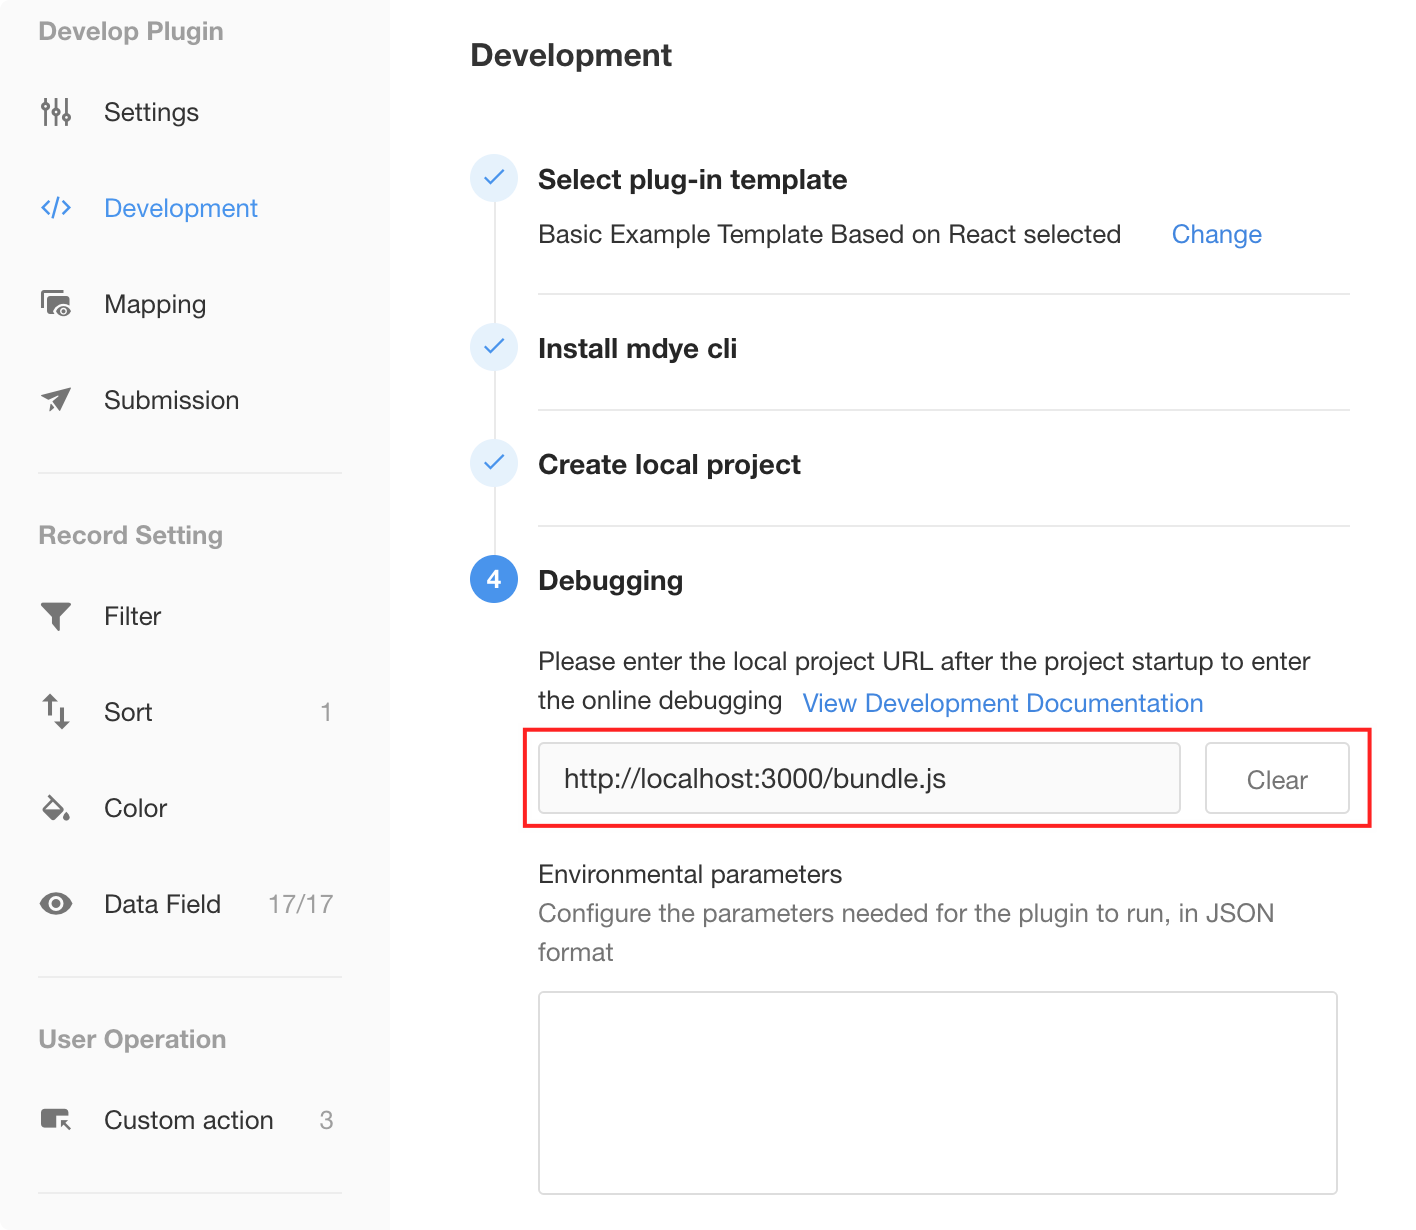 Develop Plugin
Settings
Development
Mapping
Submission
Record Setting
Filter
Sort 1
Color
Data Field 17/17
User Operation
Custom action 3
Development
Select plug-in template
Basic Example Template Based on React selected Change
Install mdye cli
Create local project
4 Debugging
Please enter the local project URL after the project startup to enter
the online debugging View Development Documentation
http://localhost:3000/bundle.js Clear
Environmental parameters
Configure the parameters needed for the plugin to run, in JSON
format